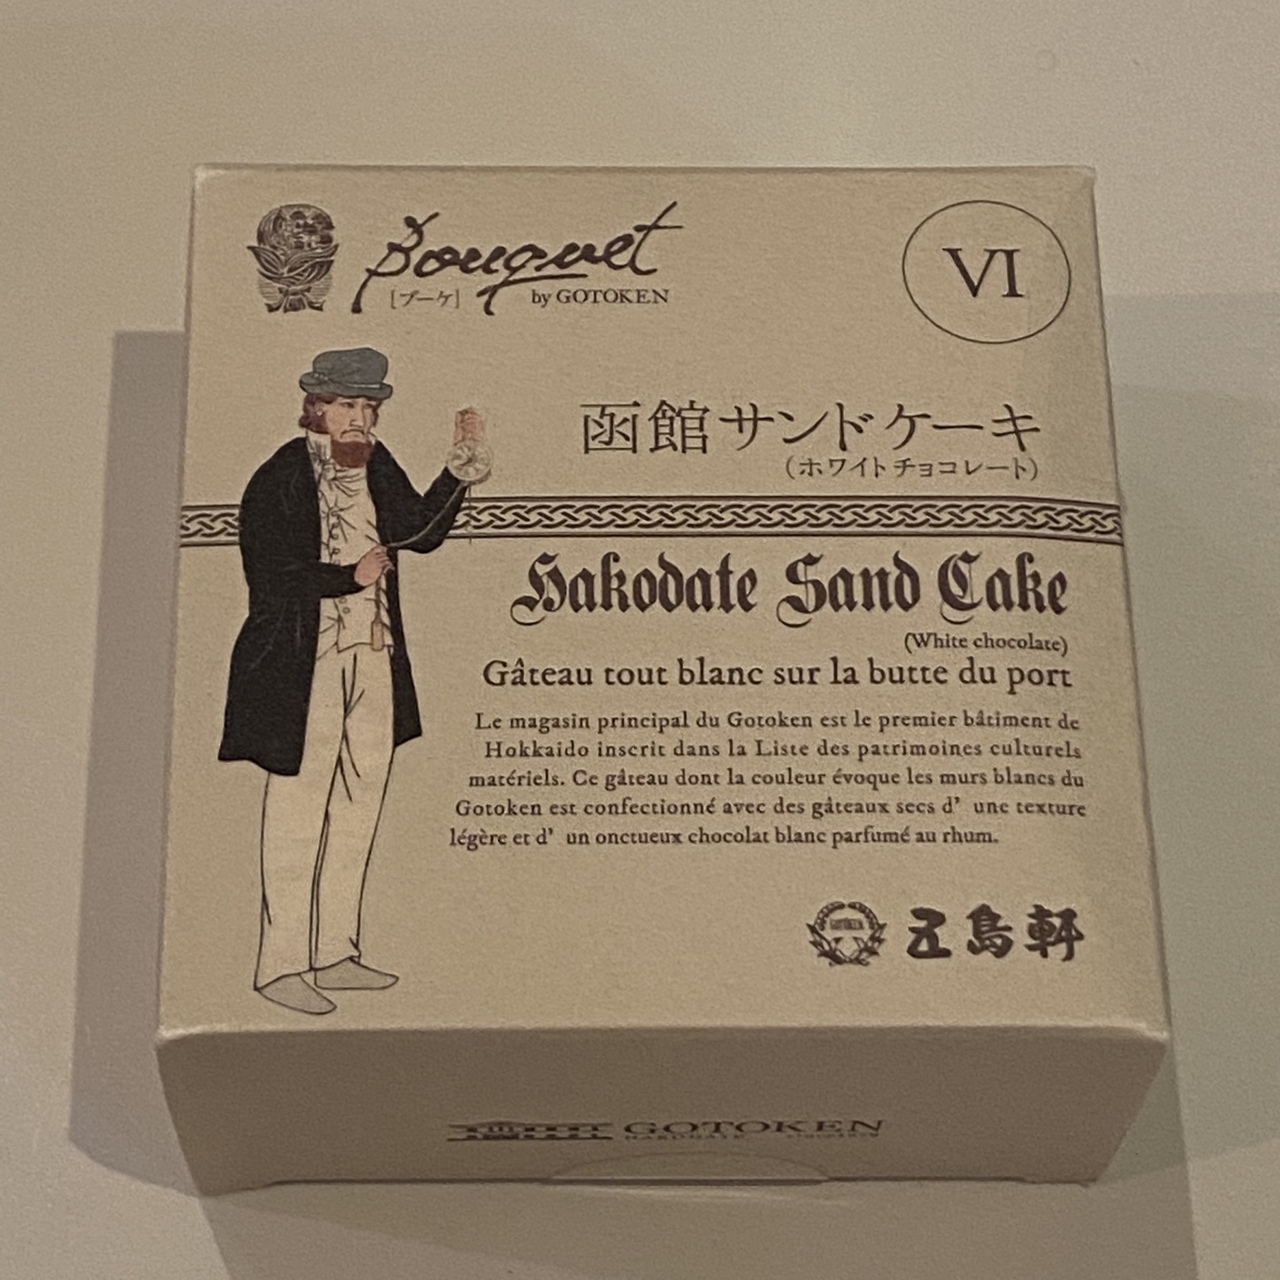 Bouquet
[ブーケ]
by GOTOKEN
VI
函館サンドケーキ
(ホワイトチョコレート)
Hakodate Sand Cake
(White chocolate)
Gâteau tout blanc sur la butte du port
Le magasin principal du Gotoken est le premier bâtiment de
Hokkaido inscrit dans la Liste des patrimoines culturels
matériels. Ce gâteau dont la couleur évoque les murs blancs du
Gotoken est confectionné avec des gâteaux secs d’ une texture
légère et d’ un onctueux chocolat blanc parfumé au rhum.
五島軒
GOTOKEN